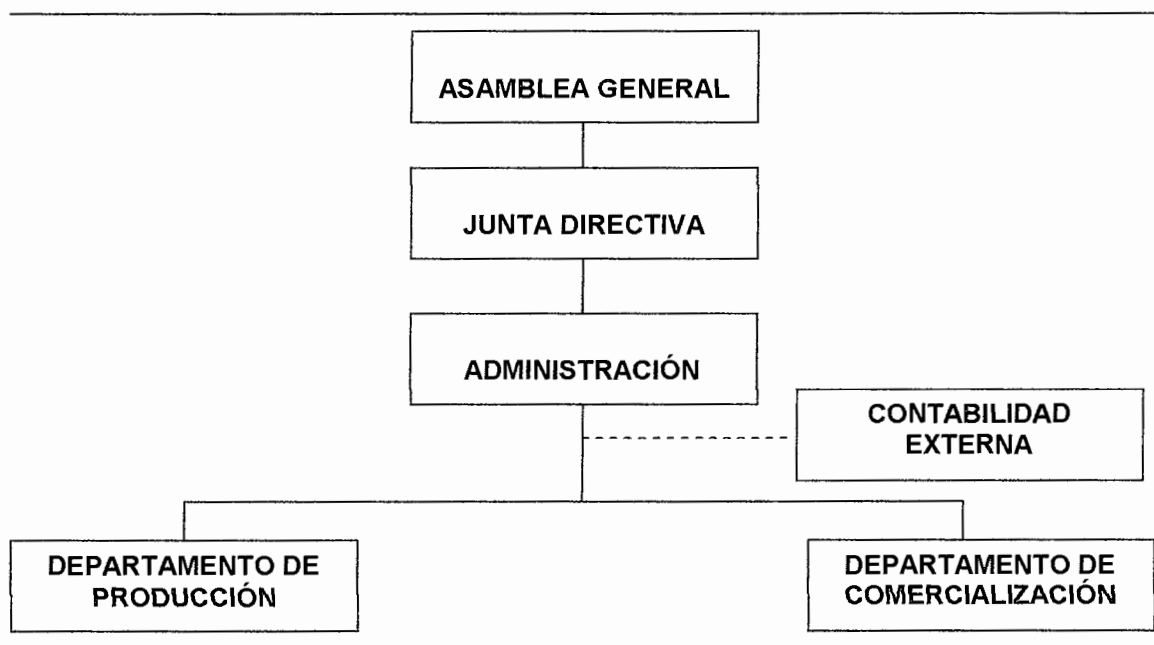 ASAMBLEA GENERAL
JUNTA DIRECTIVA
ADMINISTRACIÓN
CONTABILIDAD
EXTERNA
DEPARTAMENTO DE
PRODUCCIÓN
DEPARTAMENTO DE
COMERCIALIZACIÓN